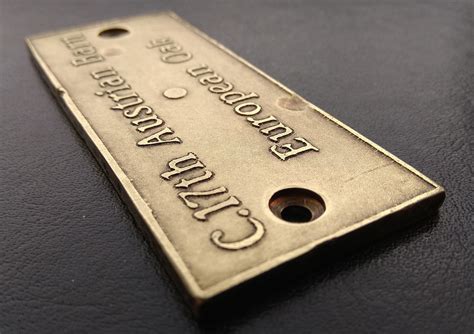 C.17th Austrian Barn
European Oak